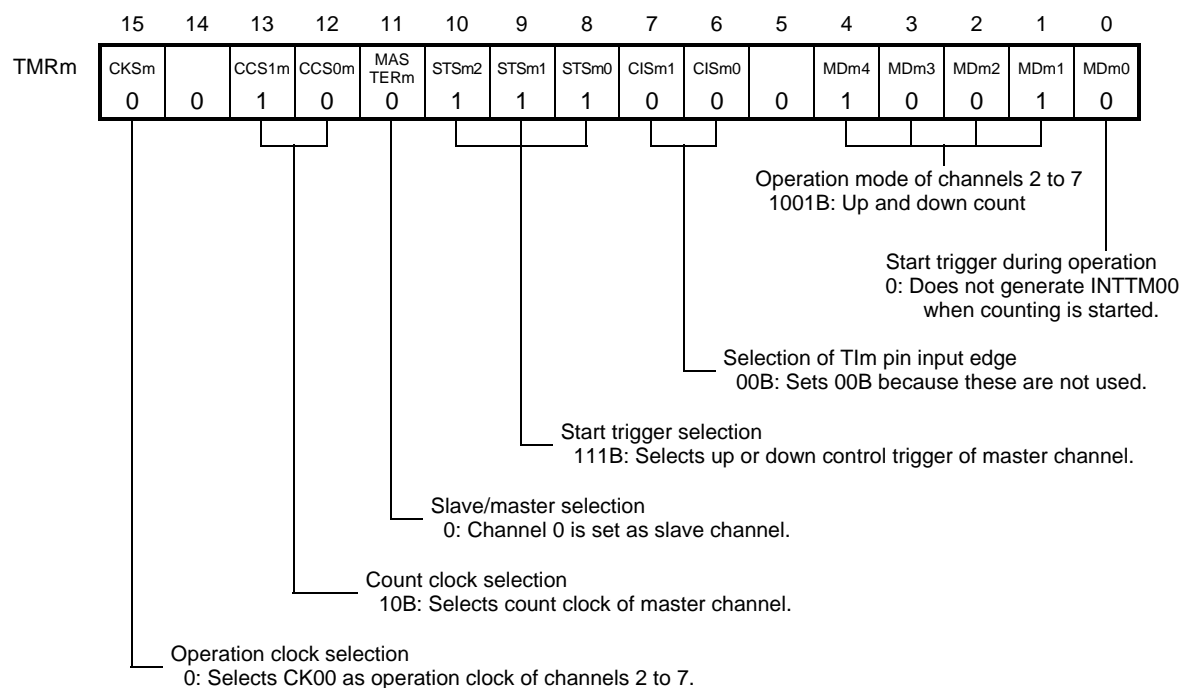 15 14 13 12 11 10 9 8 7 6 5 4 3 2 1 0
TMRm CKSm CCS1m CCS0m MAS TERm STSm2 STSm1 STSm0 CISm1 CISm0 MDm4 MDm3 MDm2 MDm1 MDm0
0 0 1 0 0 1 1 1 0 0 0 1 0 0 1 0
Operation mode of channels 2 to 7
1001B: Up and down count
Start trigger during operation
0: Does not generate INTTM00
when counting is started.
Selection of TIm pin input edge
00B: Sets 00B because these are not used.
Start trigger selection
111B: Selects up or down control trigger of master channel.
Slave/master selection
0: Channel 0 is set as slave channel.
Count clock selection
10B: Selects count clock of master channel.
Operation clock selection
0: Selects CK00 as operation clock of channels 2 to 7.